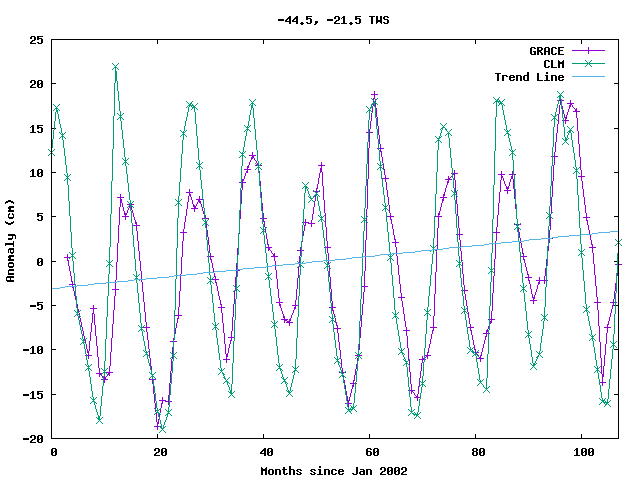 -44.5, -21.5 TWS
GRACE
CLM
Trend Line
25
20
15
10
5
0
-5
-10
-15
-20
Anomaly (cm)
0 20 40 60 80 100
Months since Jan 2002